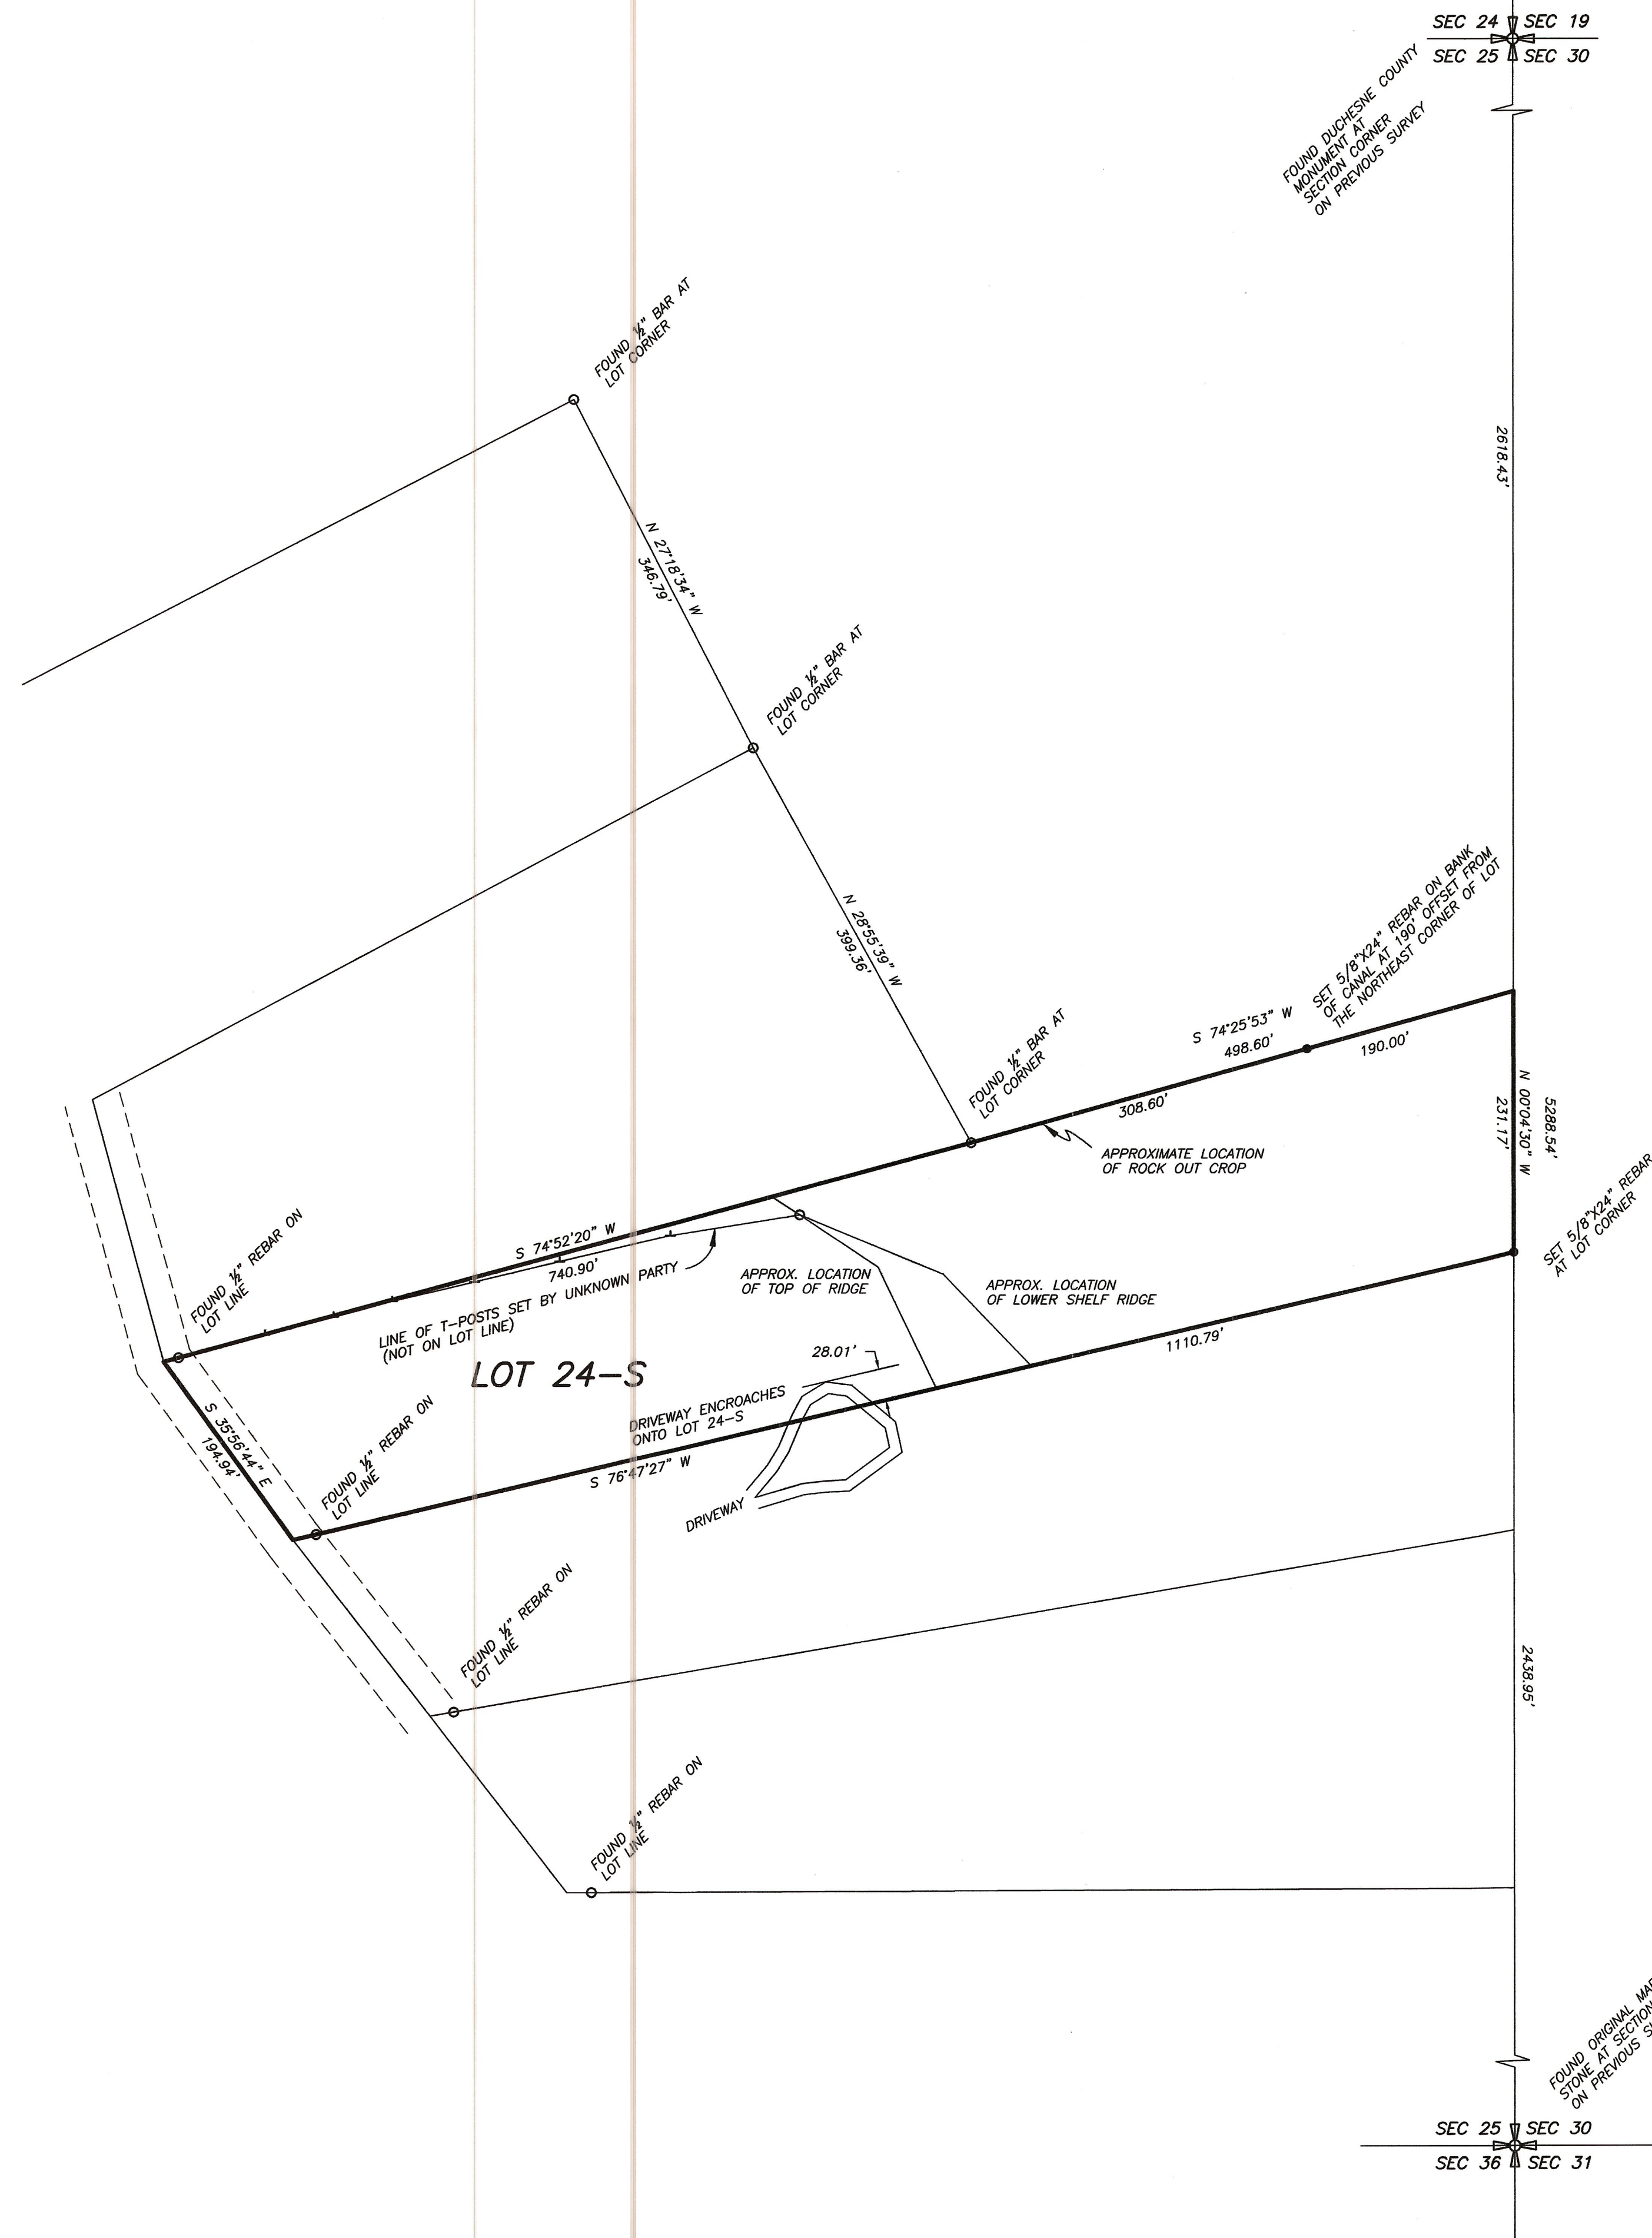 SEC 24 SEC 19
SEC 25 SEC 30
FOUND DUCHESNE COUNTY
MONUMENT AT
SECTION CORNER
ON PREVIOUS SURVEY
2618.43'
FOUND ½" BAR AT
LOT CORNER
N 27°18'34" W
346.79'
FOUND ½" BAR AT
LOT CORNER
N 28°55'39" W
399.36'
SET 5/8"X24" REBAR ON BANK
OF CANAL AT 190' OFFSET FROM
THE NORTHEAST CORNER OF LOT
S 74°25'53" W
498.60'
190.00'
FOUND ½" BAR AT
LOT CORNER
308.60'
APPROXIMATE LOCATION
OF ROCK OUT CROP
N 00°04'30" W
231.17'
5288.54'
SET 5/8"X24" REBAR
AT LOT CORNER
FOUND ½" REBAR ON
LOT LINE
S 74°52'20" W
740.90'
LINE OF T-POSTS SET BY UNKNOWN PARTY
(NOT ON LOT LINE)
APPROX. LOCATION
OF TOP OF RIDGE
APPROX. LOCATION
OF LOWER SHELF RIDGE
1110.79'
28.01'
LOT 24-S
DRIVEWAY ENCROACHES
ONTO LOT 24-S
S 35°56'44" E
194.94'
FOUND ½" REBAR ON
LOT LINE
S 76°47'27" W
DRIVEWAY
FOUND ½" REBAR ON
LOT LINE
2438.95'
FOUND ½" REBAR ON
LOT LINE
FOUND ORIGINAL
STONE AT SECTION
ON PREVIOUS
SEC 25 SEC 30
SEC 36 SEC 31